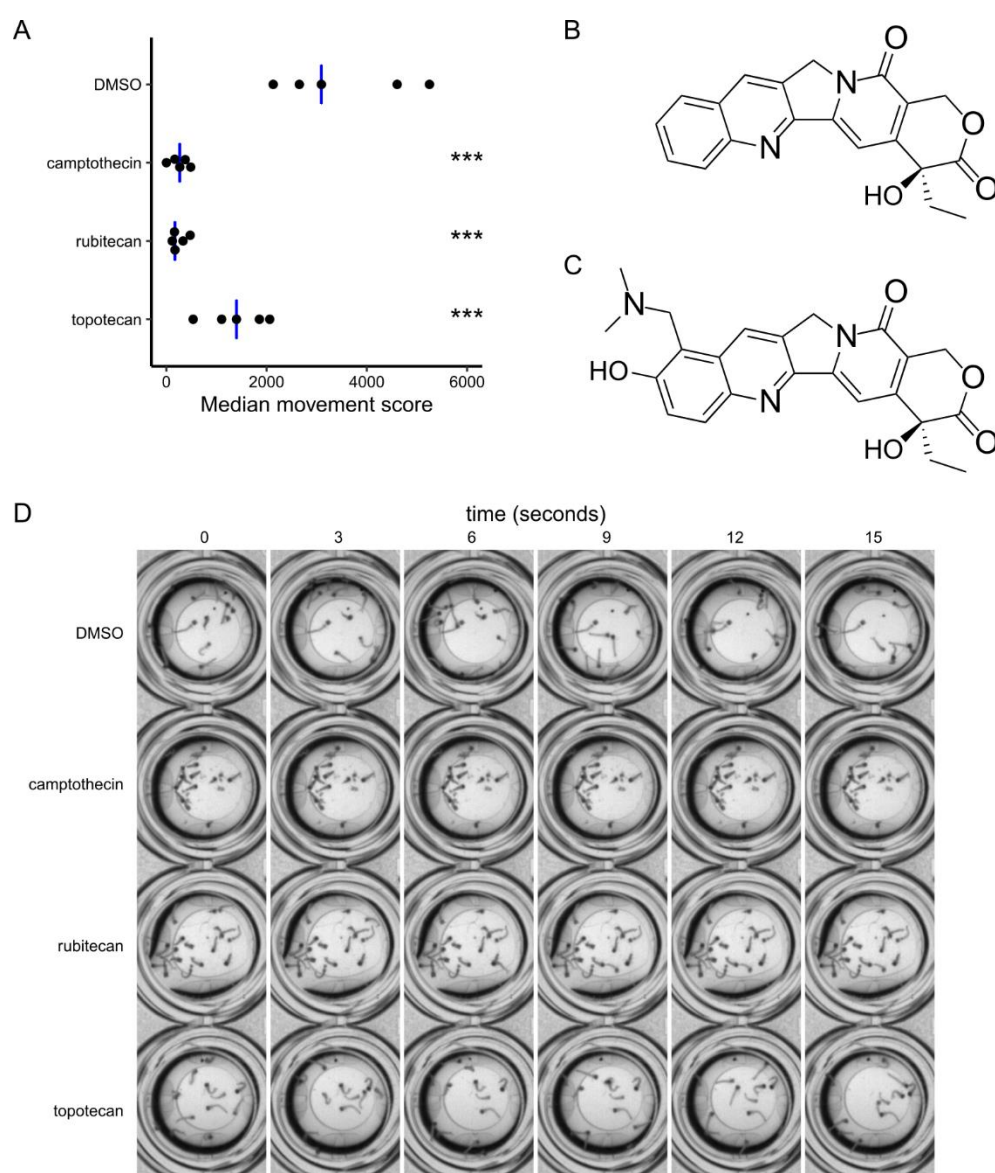 A
DMSO
camptothecin
***
rubitecan
***
topotecan
***
0 2000 4000 6000
Median movement score
B
O
N
O
N
HO
O
C
N
O
HO
N
O
N
HO
O
D
time (seconds)
0 3 6 9 12 15
DMSO
camptothecin
rubitecan
topotecan